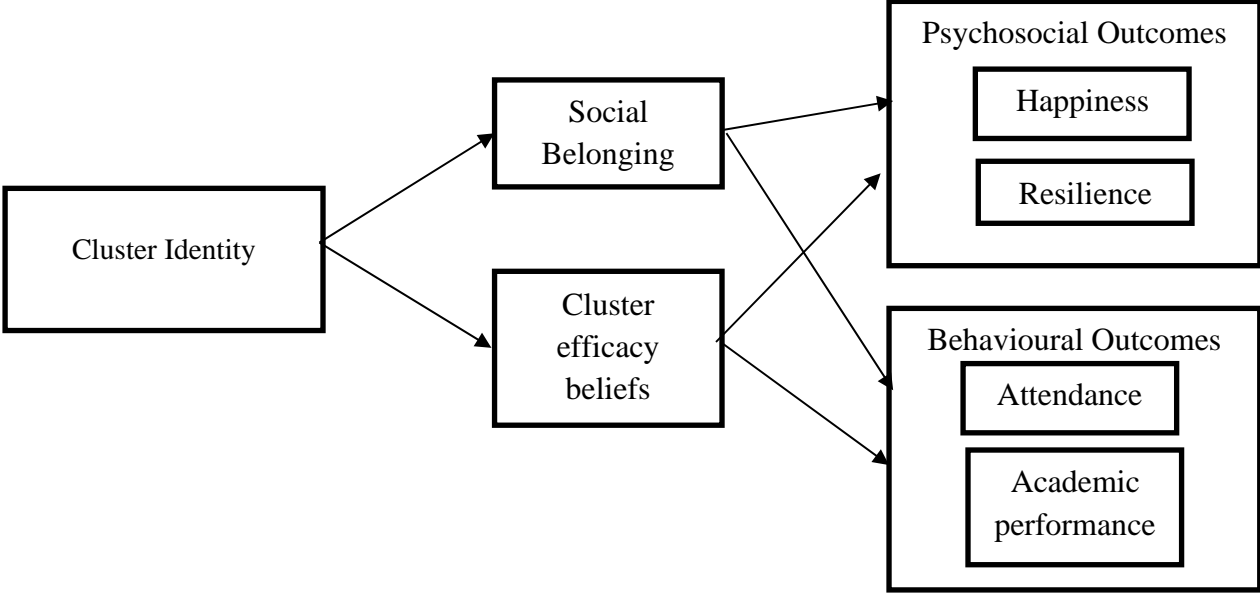 Cluster Identity
Social
Belonging
Cluster
efficacy
beliefs
Psychosocial Outcomes
Happiness
Resilience
Behavioural Outcomes
Attendance
Academic
performance